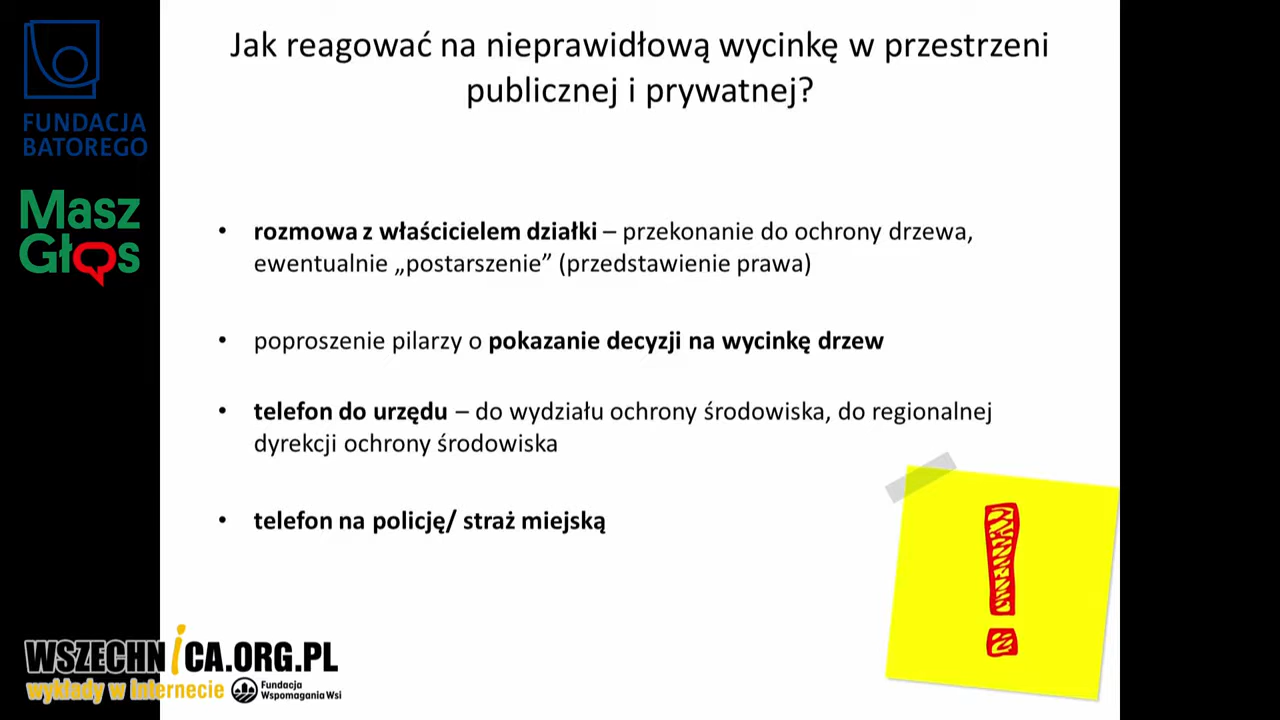 FUNDACJA
BATOREGO
Masz
Głos
Jak reagować na nieprawidłową wycinkę w przestrzeni
publicznej i prywatnej?
• rozmowa z właścicielem działki – przekonanie do ochrony drzewa,
ewentualnie „postarszenie” (przedstawienie prawa)
• poproszenie pilarzy o pokazanie decyzji na wycinkę drzew
• telefon do urzędu – do wydziału ochrony środowiska, do regionalnej
dyrekcji ochrony środowiska
• telefon na policję/ straż miejską
!
WSZECHNICA.ORG.PL
wykłady w internecie
Fundacja
Wspomagania Wsi